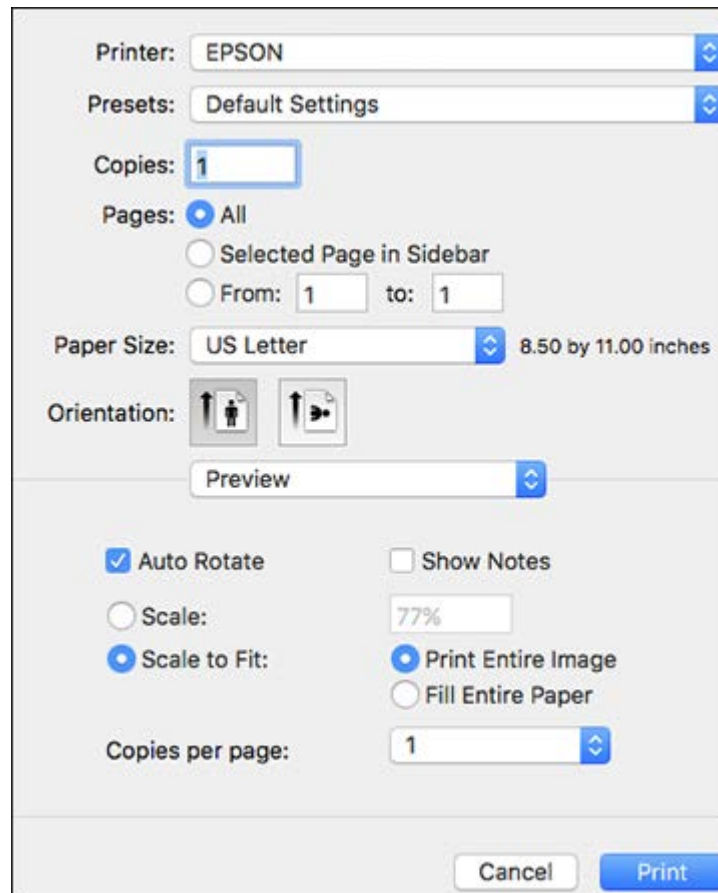 Printer: EPSON
Presets: Default Settings
Copies: 1
Pages: All
Selected Page in Sidebar
From: 1 to: 1
Paper Size: US Letter 8.50 by 11.00 inches
Orientation:
Preview
Auto Rotate Show Notes
Scale: 77%
Scale to Fit: Print Entire Image
Fill Entire Paper
Copies per page: 1
Cancel Print